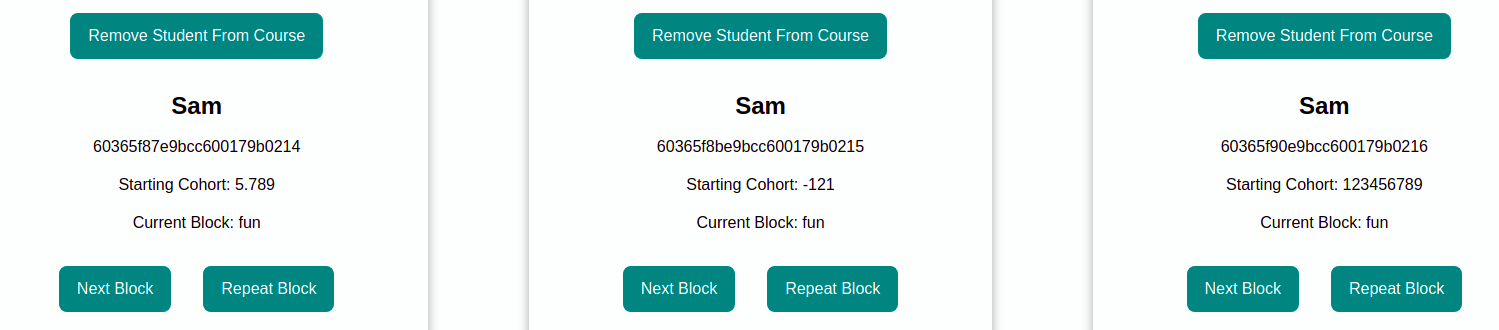 Remove Student From Course
Sam
60365f87e9bcc600179b0214
Starting Cohort: 5.789
Current Block: fun
Next Block
Repeat Block
Remove Student From Course
Sam
60365f8be9bcc600179b0215
Starting Cohort: -121
Current Block: fun
Next Block
Repeat Block
Remove Student From Course
Sam
60365f90e9bcc600179b0216
Starting Cohort: 123456789
Current Block: fun
Next Block
Repeat Block